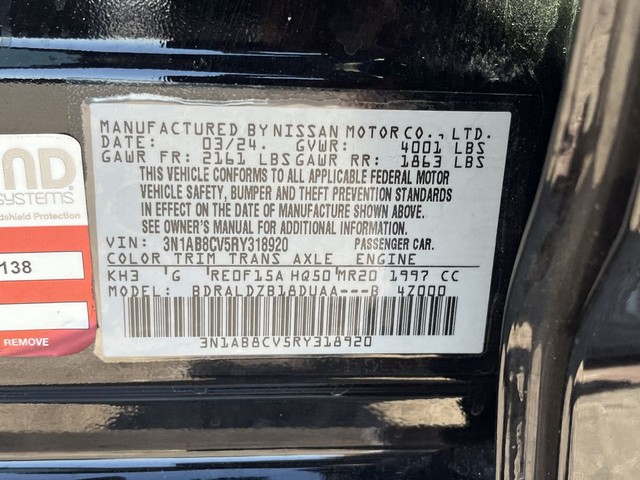 MANUFACTURED BY NISSAN MOTOR CO., LTD.
DATE: 03/24. GVWR: 4001 LBS
GAWR FR: 2161 LBS GAWR RR: 1863 LBS
THIS VEHICLE CONFORMS TO ALL APPLICABLE FEDERAL MOTOR
VEHICLE SAFETY, BUMPER AND THEFT PREVENTION STANDARDS
IN EFFECT ON THE DATE OF MANUFACTURE SHOWN ABOVE.
SEE OWNER'S MANUAL FOR ADDITIONAL INFORMATION.
VIN: 3N1AB8CV5RY318920 PASSENGER CAR.
COLOR TRIM TRANS AXLE ENGINE
KH3 G RE0F15A HQ50 MR20 1997 CC
MODEL: BDRALDZB18DUAA---B 47000
3N1AB8CV5RY318920
ND
SYSTEMS
dshield Protection
138
REMOVE